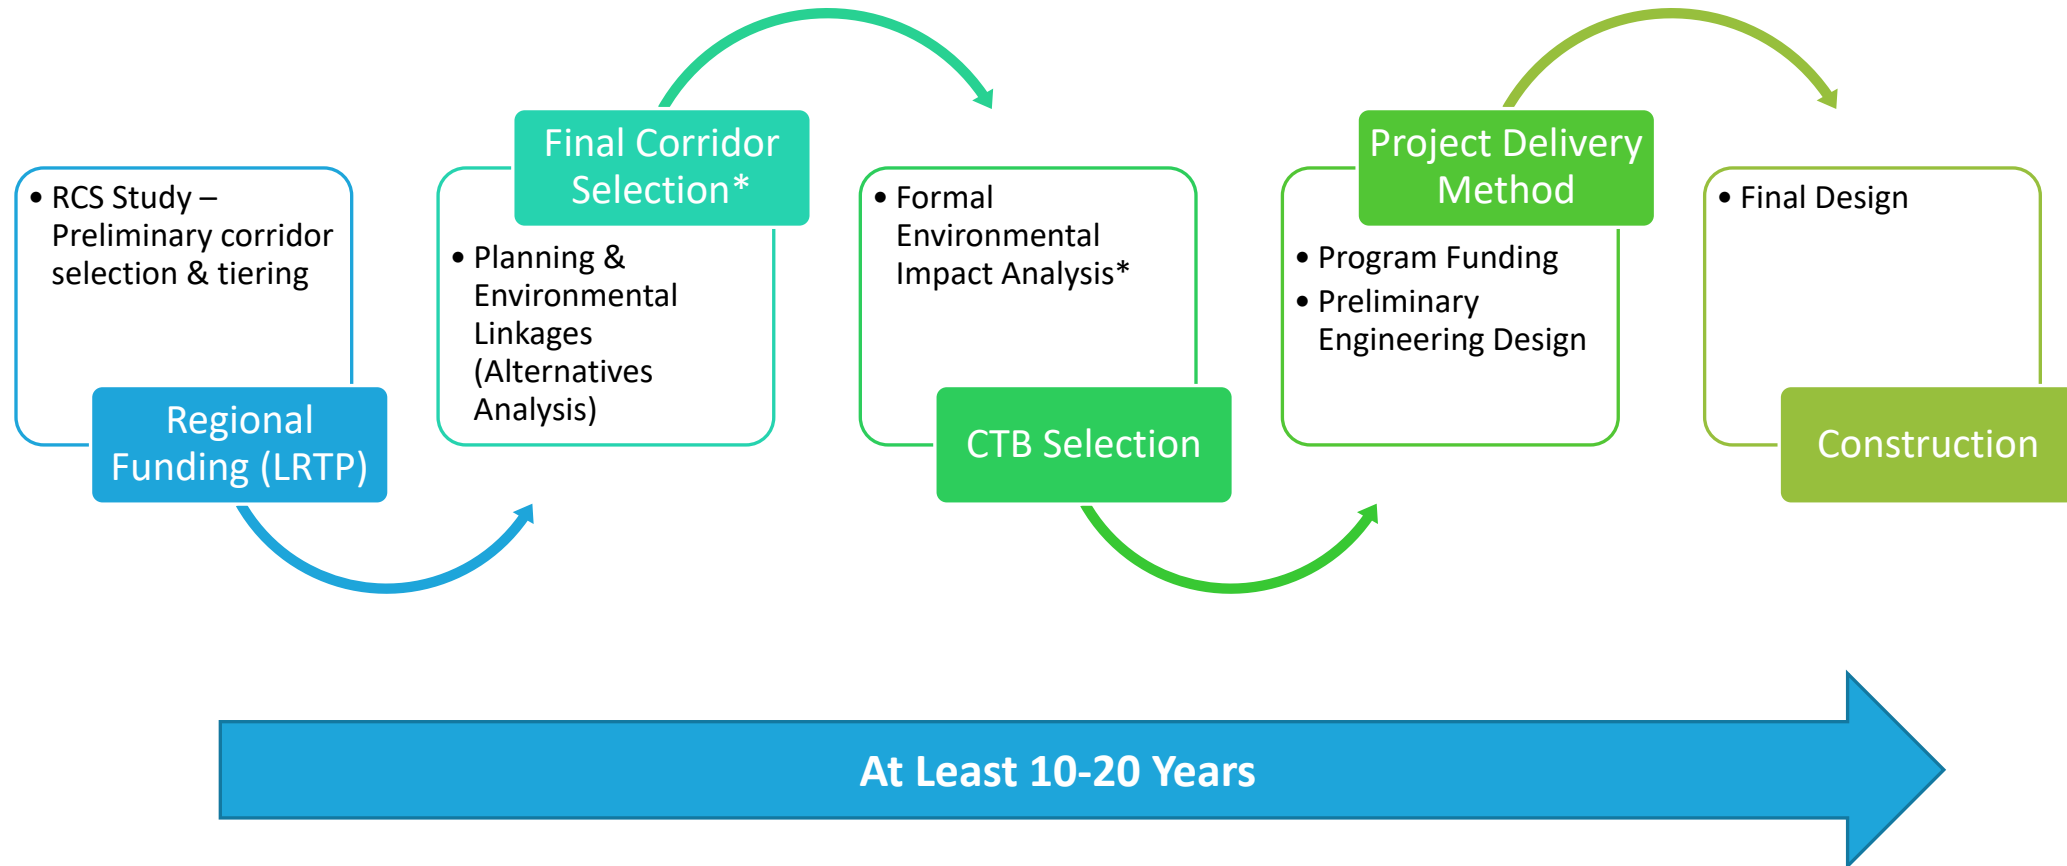 • RCS Study –
Preliminary corridor
selection & tiering
Regional
Funding (LRTP)
Final Corridor
Selection*
• Planning &
Environmental
Linkages
(Alternatives
Analysis)
• Formal
Environmental
Impact Analysis*
CTB Selection
Project Delivery
Method
• Program Funding
• Preliminary
Engineering Design
• Final Design
Construction
At Least 10-20 Years